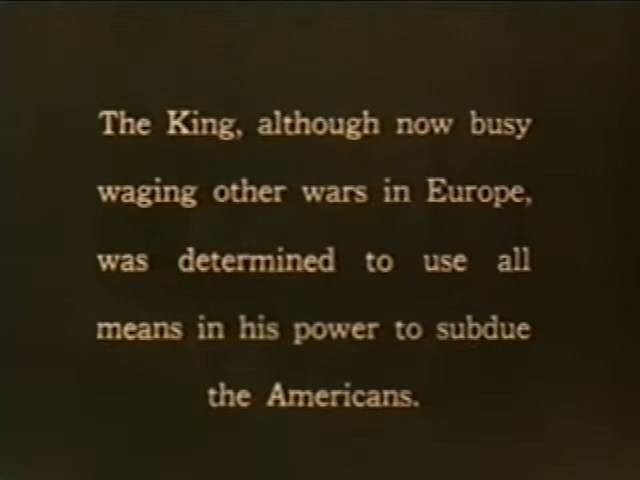 The King, although now busy
waging other wars in Europe,
was determined to use all
means in his power to subdue
the Americans.